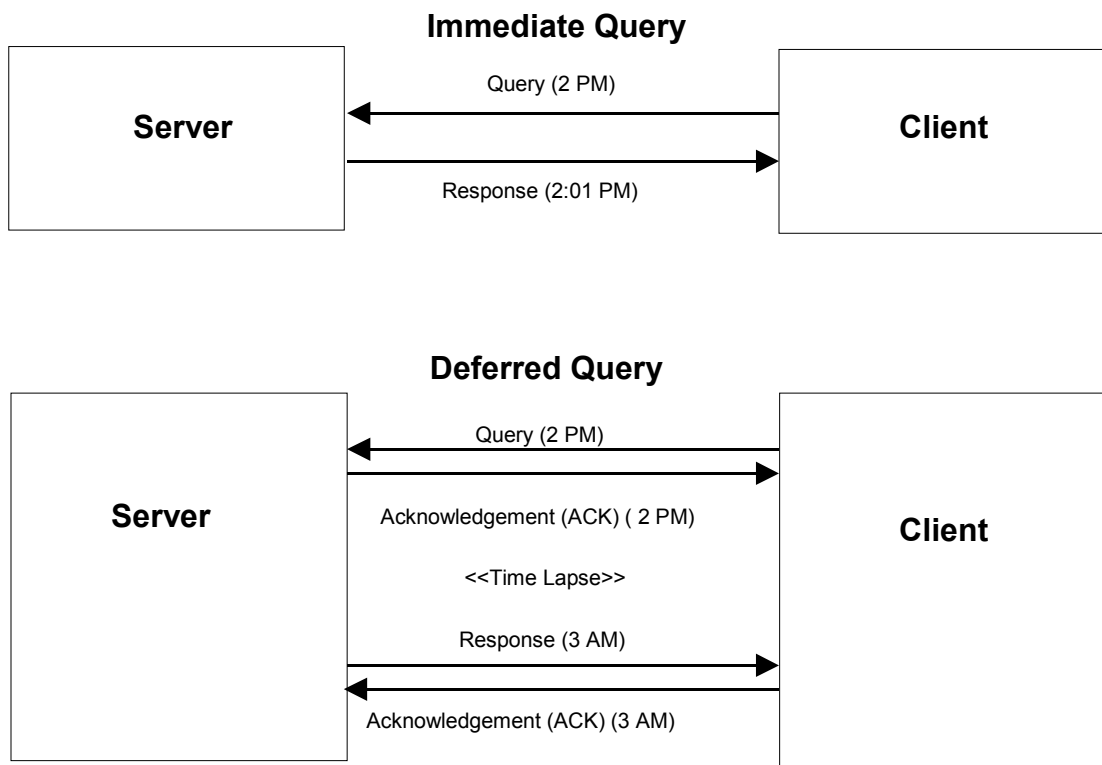 Immediate Query
Query (2 PM)
Server
Client
Response (2:01 PM)
Deferred Query
Query (2 PM)
Server
Acknowledgement (ACK) ( 2 PM)
Client
<<Time Lapse>>
Response (3 AM)
Acknowledgement (ACK) (3 AM)